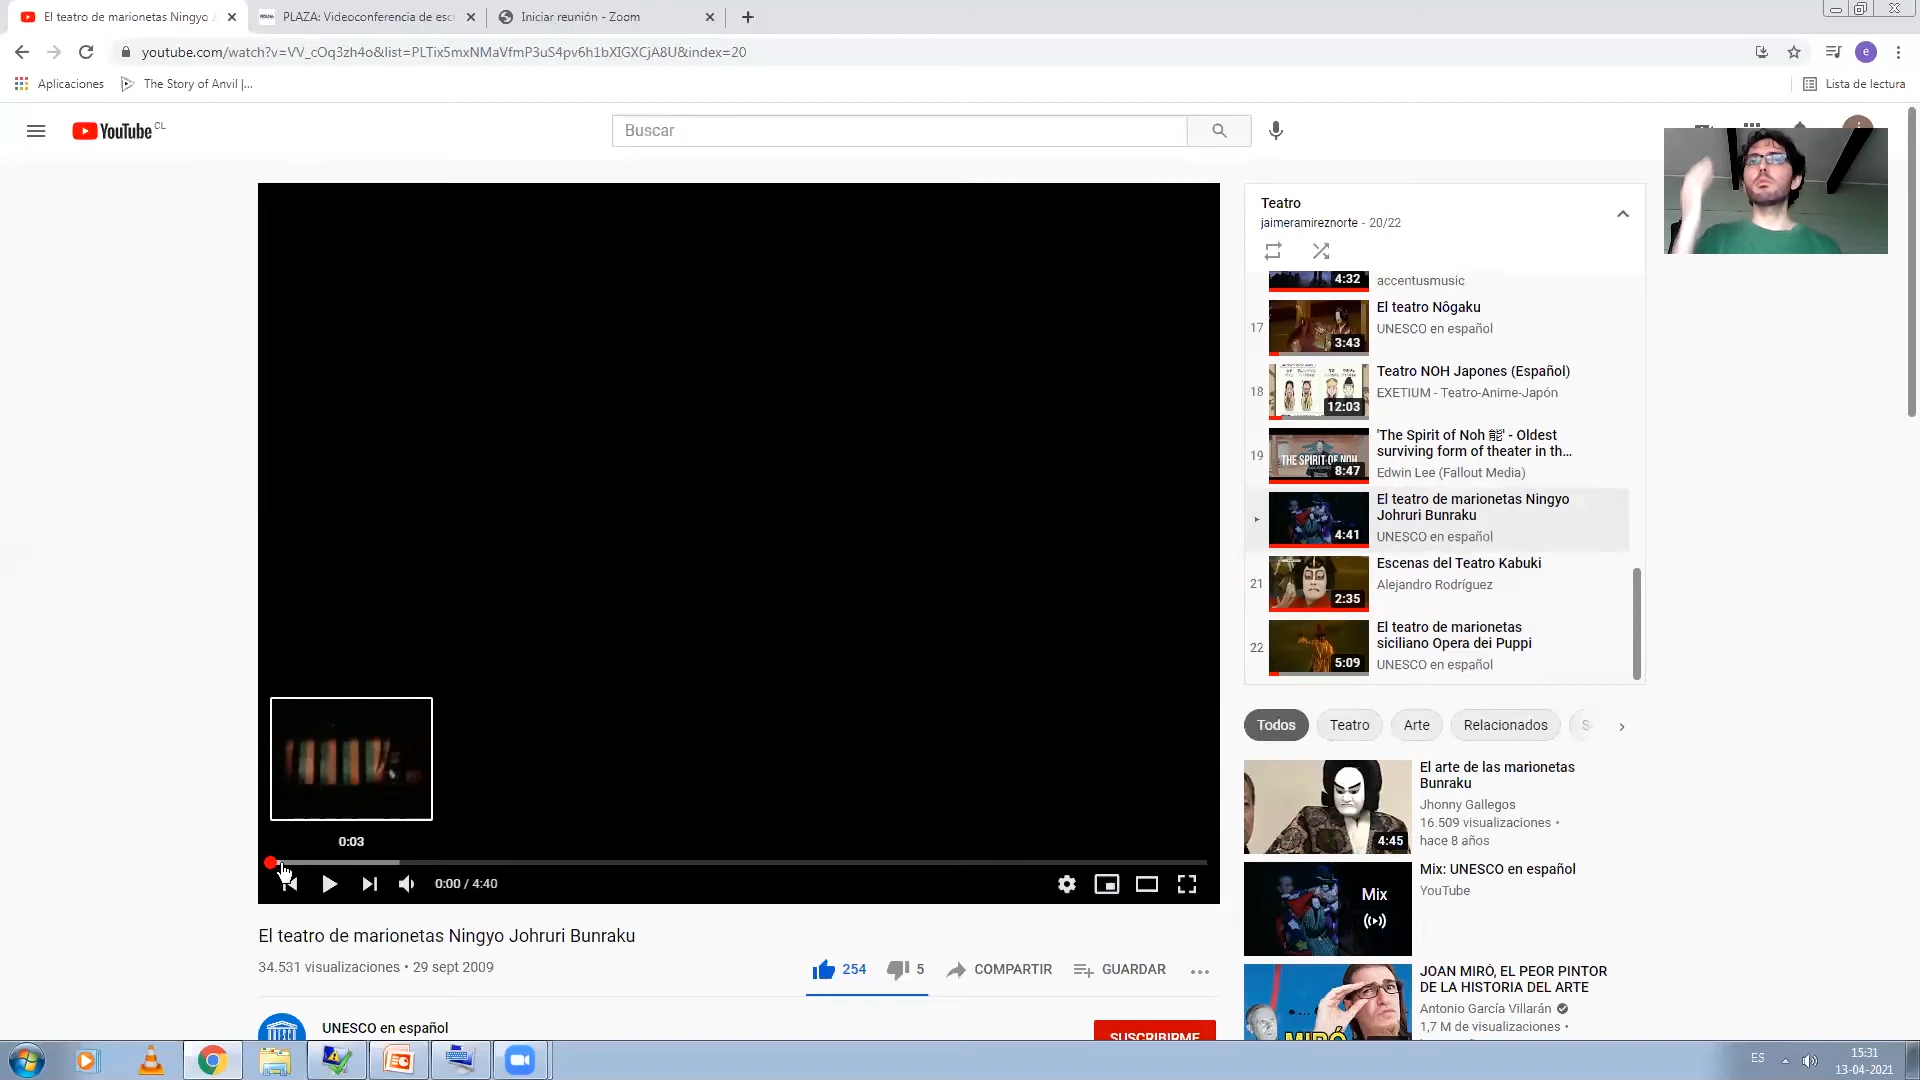 El teatro de marionetas Ningyo J
PLAZA: Videoconferencia de esc
Iniciar reunión - Zoom
youtube.com/watch?v=VV_cOq3zh4o&list=PLTix5mxNMaVfmP3uS4pv6h1bXIGXCjA8U&index=20
e
Aplicaciones
The Story of Anvil |...
Lista de lectura
YouTube CL
Buscar
Teatro
jaimeramireznorte - 20/22
4:32
accentusmusic
17
El teatro Nôgaku
UNESCO en español
3:43
18
Teatro NOH Japones (Español)
EXETIUM - Teatro-Anime-Japón
12:03
19
'The Spirit of Noh 能' - Oldest
surviving form of theater in th...
Edwin Lee (Fallout Media)
THE SPIRIT OF NOH
8:47
El teatro de marionetas Ningyo
Johruri Bunraku
UNESCO en español
4:41
21
Escenas del Teatro Kabuki
Alejandro Rodríguez
2:35
22
El teatro de marionetas
siciliano Opera dei Puppi
UNESCO en español
5:09
Todos
Teatro
Arte
Relacionados
El arte de las marionetas
Bunraku
Jhonny Gallegos
16.509 visualizaciones •
hace 8 años
4:45
Mix: UNESCO en español
YouTube
Mix
JOAN MIRÓ, EL PEOR PINTOR
DE LA HISTORIA DEL ARTE
Antonio García Villarán
1,7 M de visualizaciones •
MIRÓ
0:03
0:00 / 4:40
El teatro de marionetas Ningyo Johruri Bunraku
34.531 visualizaciones • 29 sept 2009
254
5
COMPARTIR
GUARDAR
UNESCO
UNESCO en español
SUSCRIBIRME
ES
15:31
13-04-2021